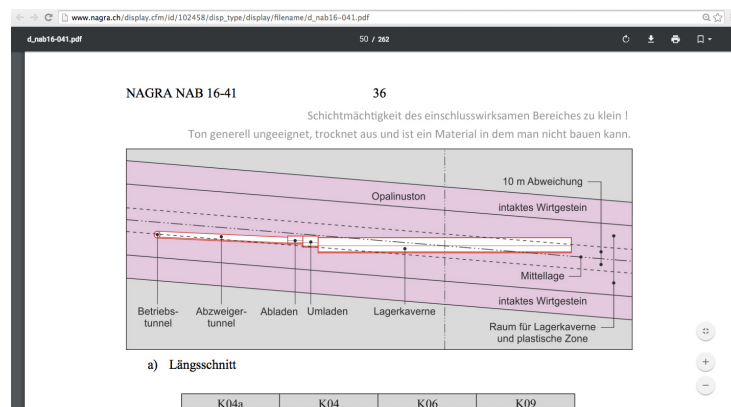 www.nagra.ch/display.cfm/id/102458/disp_type/display/filename/d_nab16-041.pdf
d_nab16-041.pdf
50 / 262
NAGRA NAB 16-41
36
Schichtmächtigkeit des einschlusswirksamen Bereiches zu klein !
Ton generell ungeeignet, trocknet aus und ist ein Material in dem man nicht bauen kann.
10 m Abweichung
Opalinuston
intaktes Wirtgestein
Mittellage
Betriebs-
tunnel
Abzweiger-
tunnel
Abladen
Umladen
Lagerkaverne
intaktes Wirtgestein
Raum für Lagerkaverne
und plastische Zone
a) Längsschnitt
K04a
K04
K06
K09